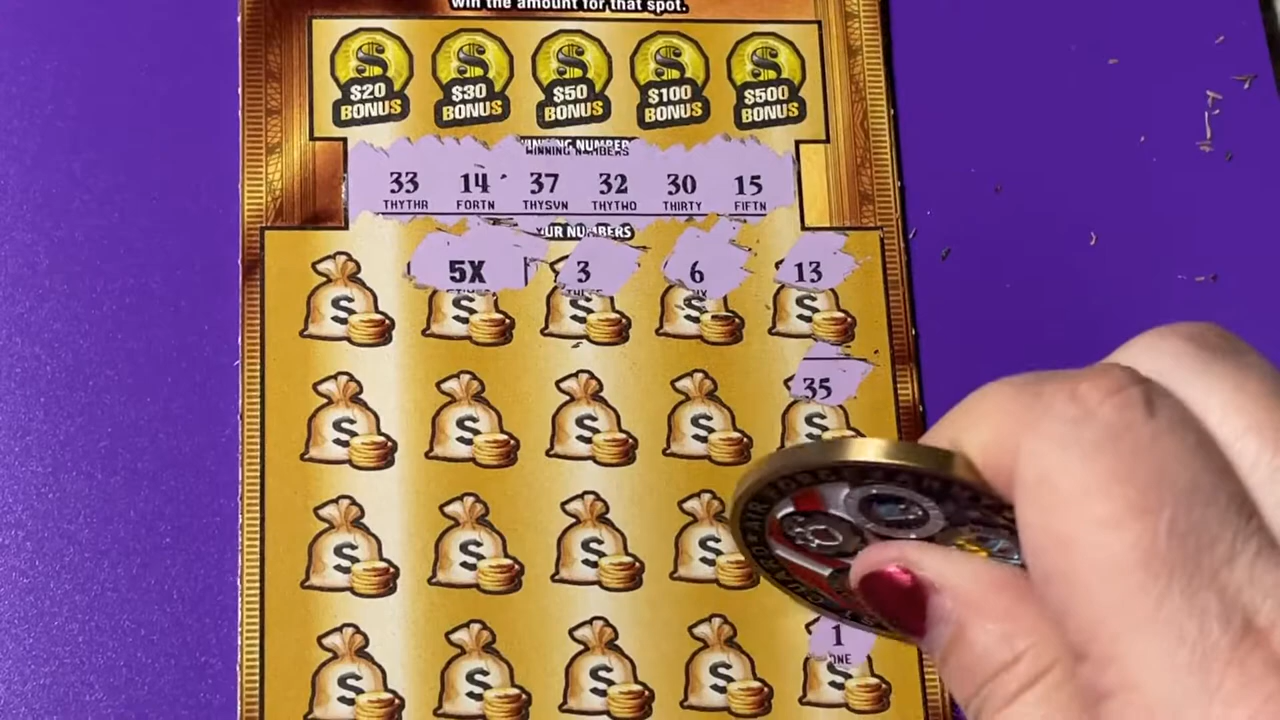 win the amount for that spot.
$20 $30 $50 $100 $500
BONUS BONUS BONUS BONUS BONUS
WINNING NUMBERS
33 14 37 32 30 15
THYTHR FORTN THYSVN THYTWO THIRTY FIFTN
UR NUMBERS
5X 3 6 13
35
1
ONE